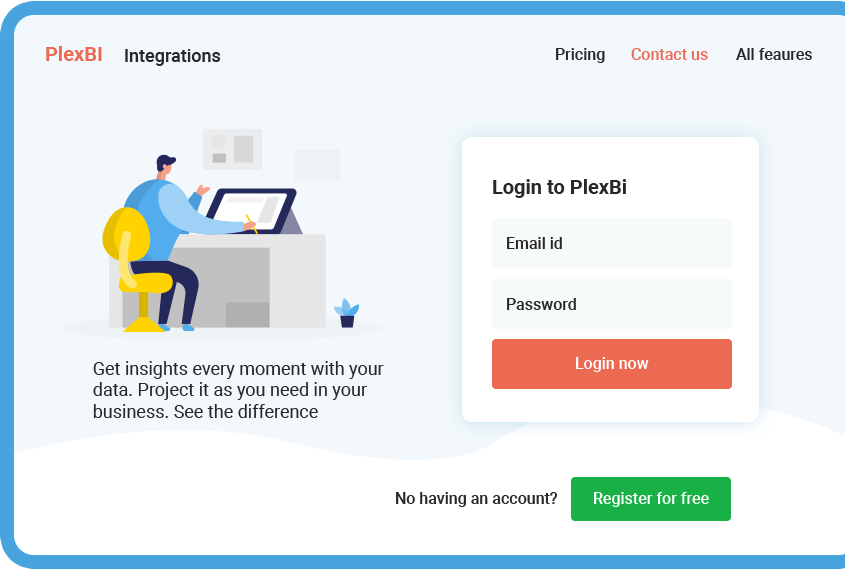 PlexBI Integrations Pricing Contact us All feaures
Login to PlexBi
Email id
Password
Login now
Get insights every moment with your
data. Project it as you need in your
business. See the difference
No having an account? Register for free